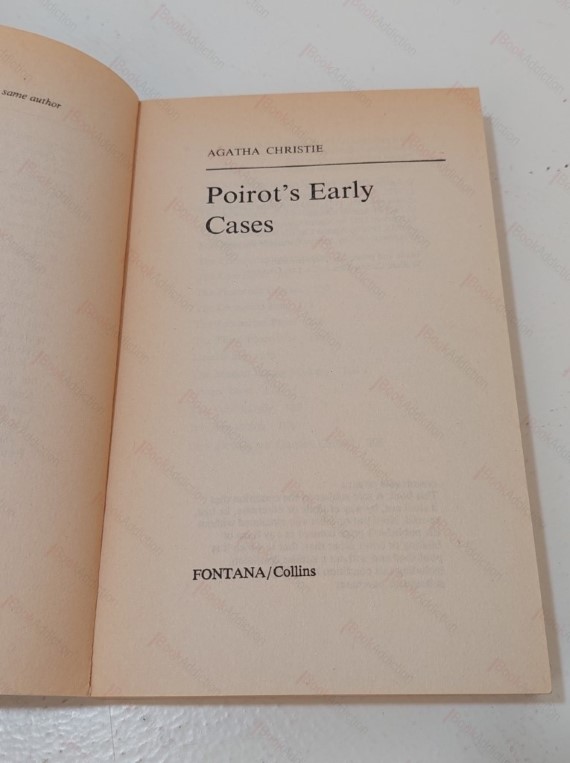 same author
AGATHA CHRISTIE
Poirot's Early
Cases
FONTANA/Collins